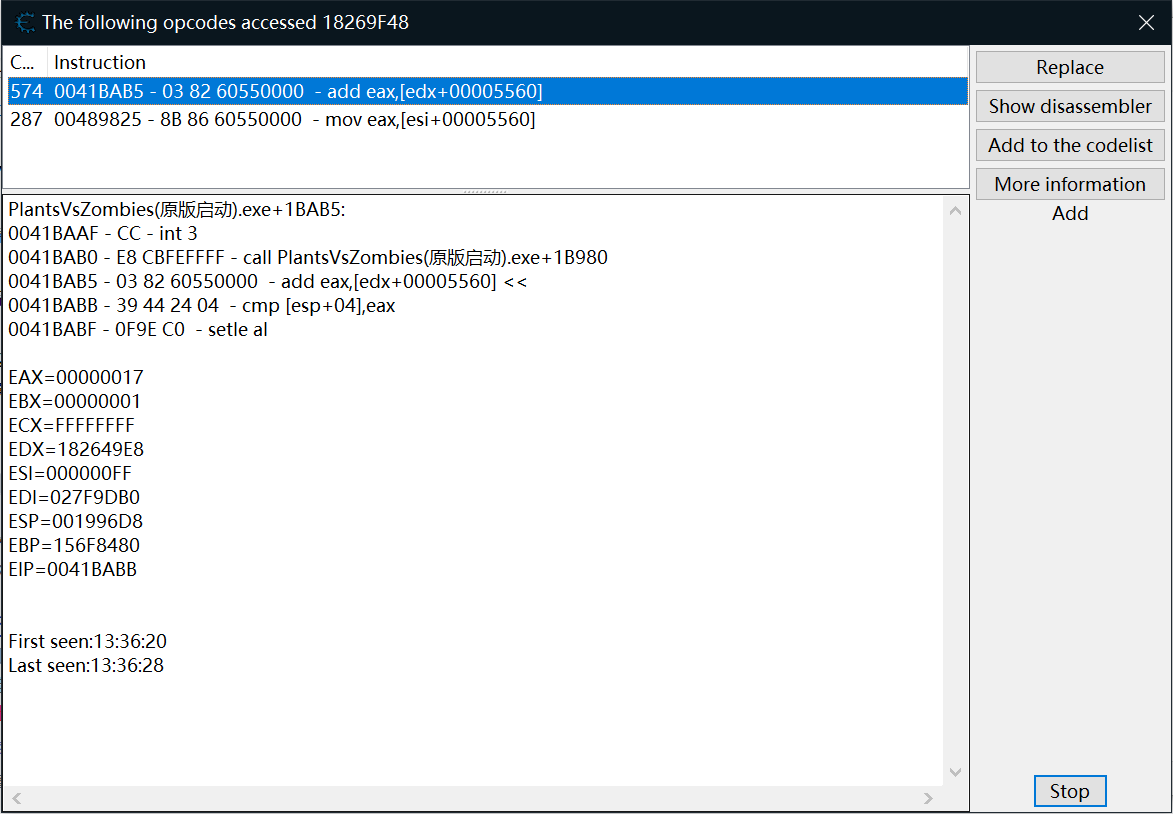 The following opcodes accessed 18269F48
C... Instruction
574 0041BAB5 - 03 82 60550000 - add eax,[edx+00005560]
287 00489825 - 8B 86 60550000 - mov eax,[esi+00005560]
Replace
Show disassembler
Add to the codelist
More information
Add
PlantsVsZombies(原版启动).exe+1BAB5:
0041BAAF - CC - int 3
0041BAB0 - E8 CBFEFFFF - call PlantsVsZombies(原版启动).exe+1B980
0041BAB5 - 03 82 60550000 - add eax,[edx+00005560] <<
0041BABB - 39 44 24 04 - cmp [esp+04],eax
0041BABF - 0F9E C0 - setle al
EAX=00000017
EBX=00000001
ECX=FFFFFFFF
EDX=182649E8
ESI=000000FF
EDI=027F9DB0
ESP=001996D8
EBP=156F8480
EIP=0041BABB
First seen:13:36:20
Last seen:13:36:28
Stop